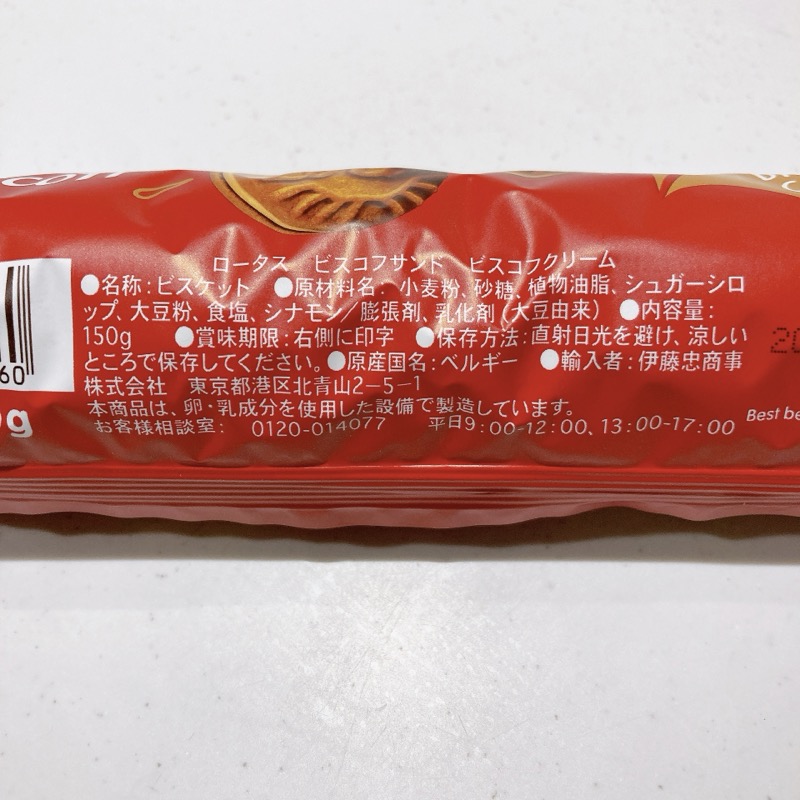 ロータス ビスコフサンド ビスコフクリーム
●名称:ビスケット ●原材料名: 小麦粉、砂糖、植物油脂、シュガーシロ
ップ、大豆粉、食塩、シナモン/膨張剤、乳化剤(大豆由来) ●内容量:
150g ●賞味期限:右側に印字 ●保存方法:直射日光を避け、涼しい
ところで保存してください。●原産国名:ベルギー ●輸入者:伊藤忠商事
株式会社 東京都港区北青山2-5-1
本商品は、卵・乳成分を使用した設備で製造しています。
お客様相談室: 0120-014077 平日9:00-12:00、13:00-17:00
60
g
20
Best be